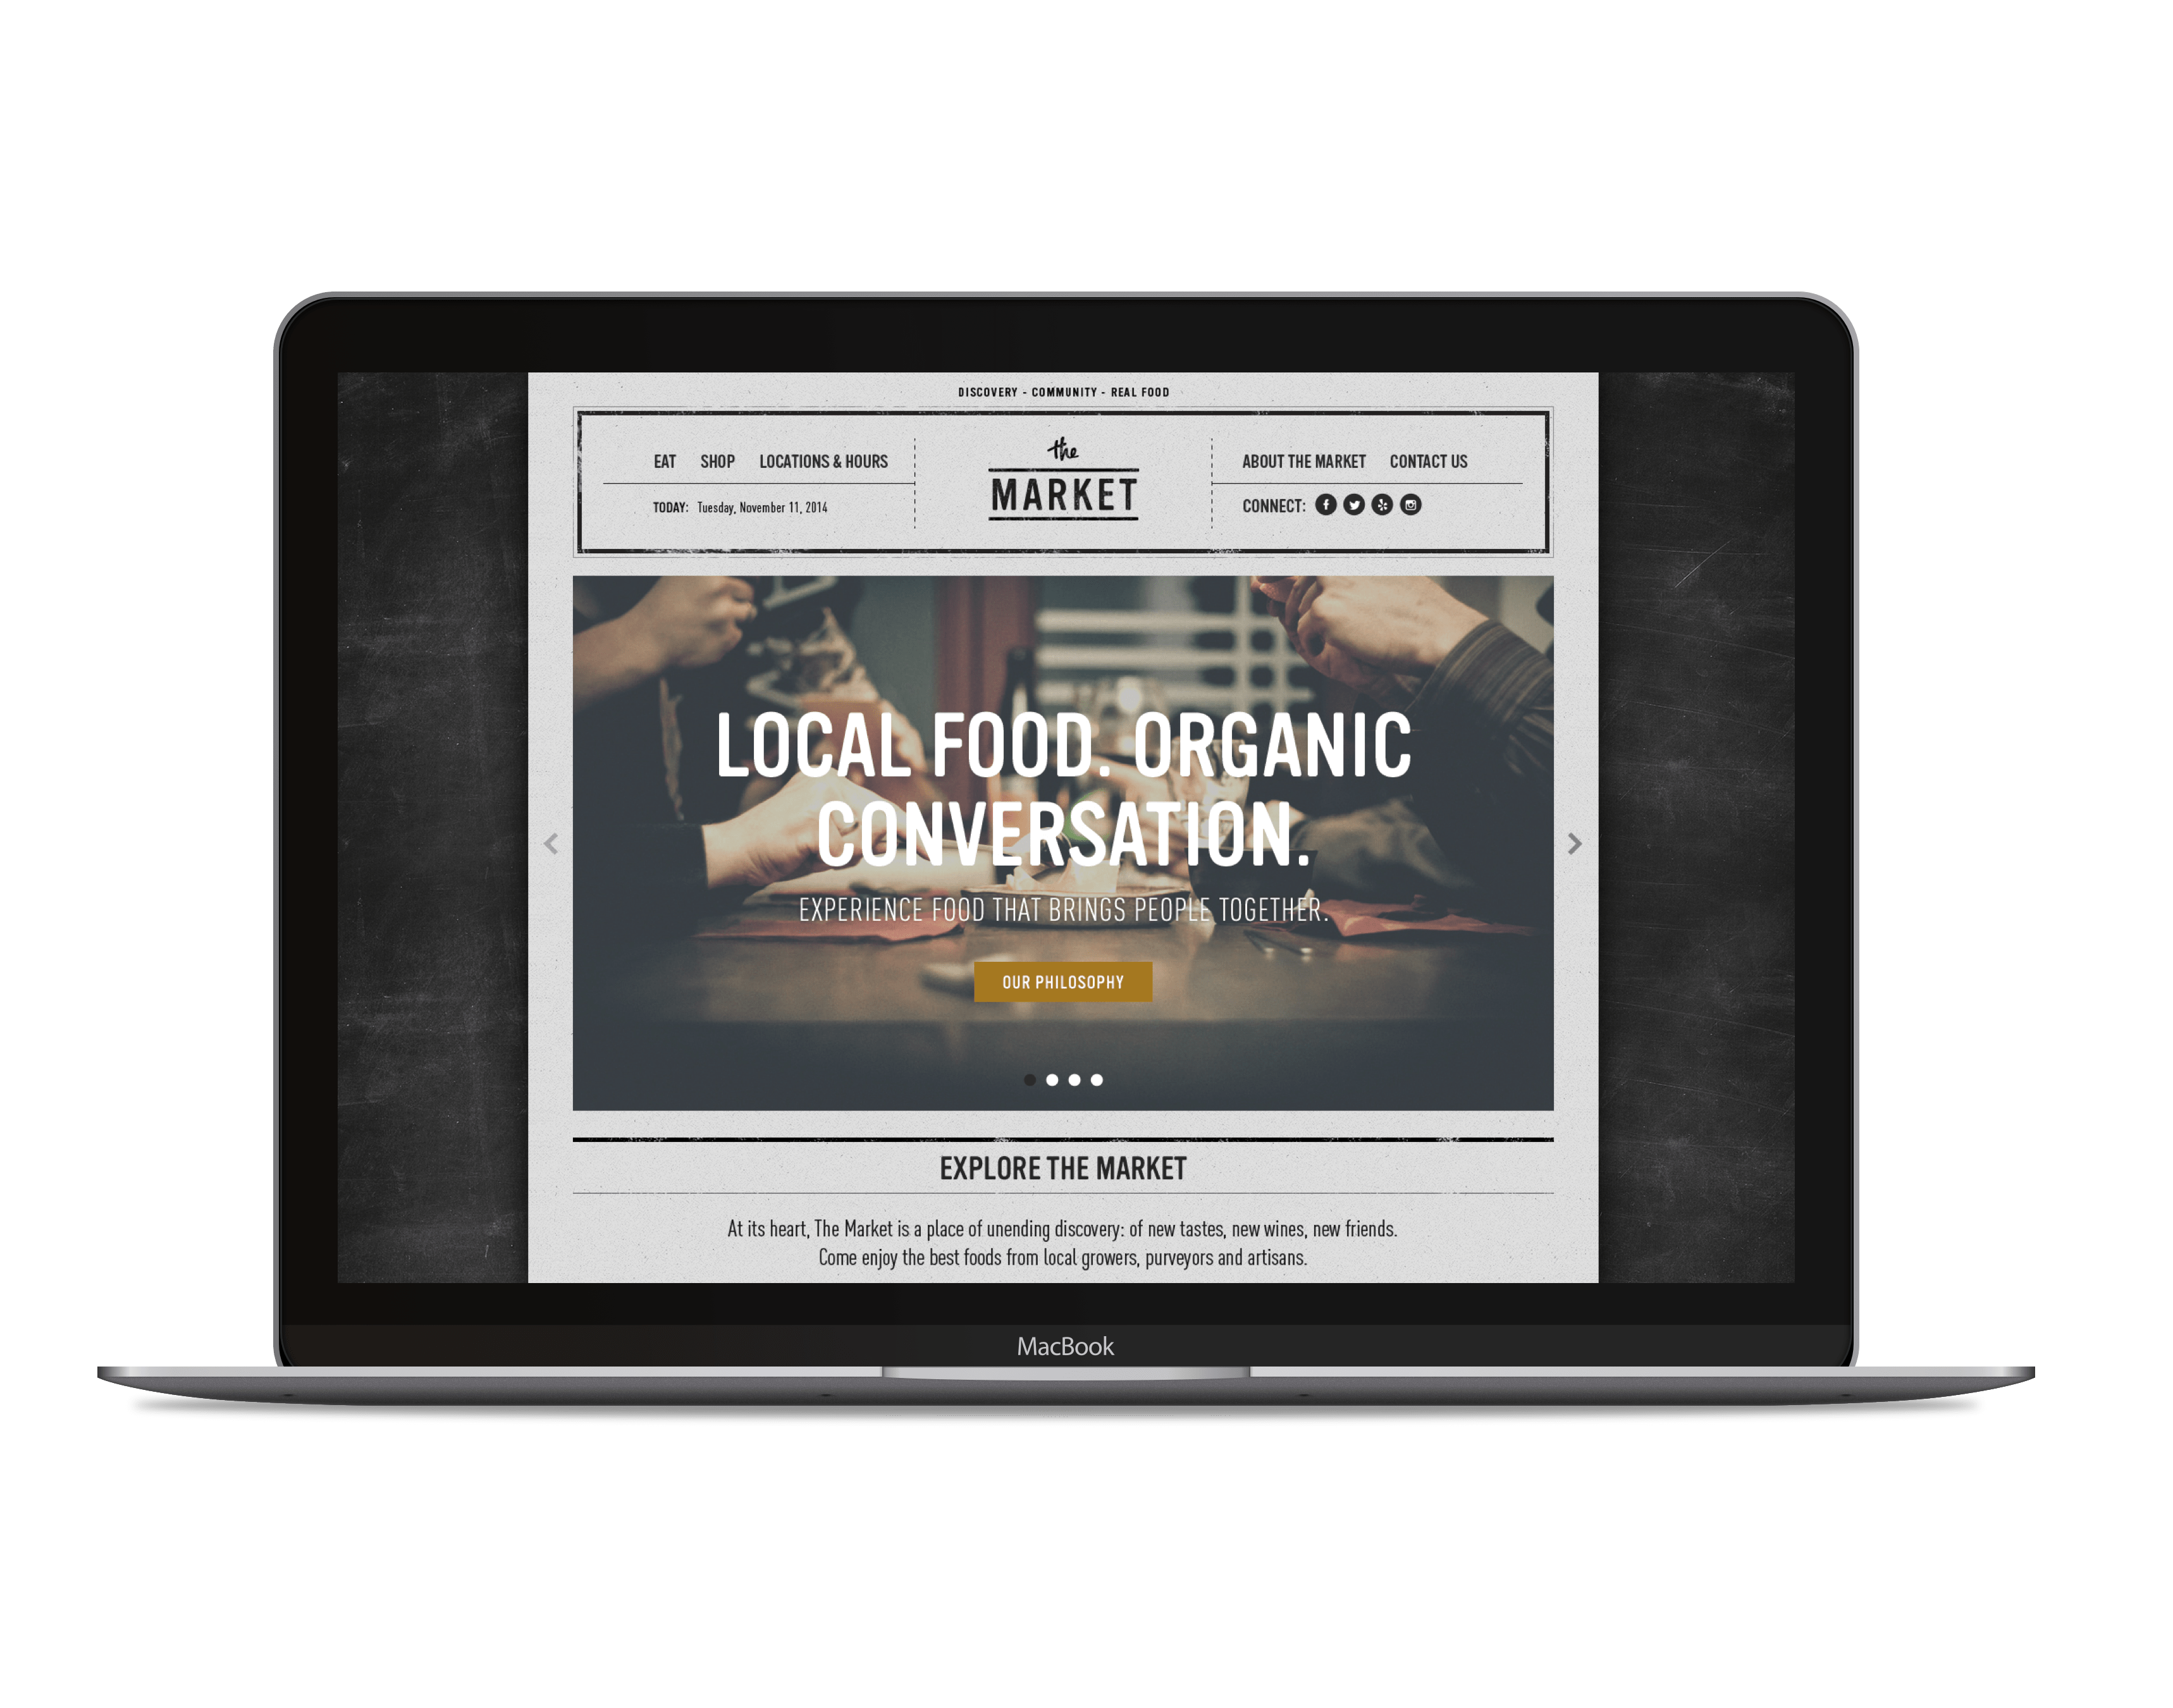 DISCOVERY - COMMUNITY - REAL FOOD
EAT SHOP LOCATIONS & HOURS
TODAY: Tuesday, November 11, 2014
the
MARKET
ABOUT THE MARKET CONTACT US
CONNECT:
LOCAL FOOD. ORGANIC
CONVERSATION.
EXPERIENCE FOOD THAT BRINGS PEOPLE TOGETHER.
OUR PHILOSOPHY
EXPLORE THE MARKET
At its heart, The Market is a place of unending discovery: of new tastes, new wines, new friends.
Come enjoy the best foods from local growers, purveyors and artisans.
MacBook